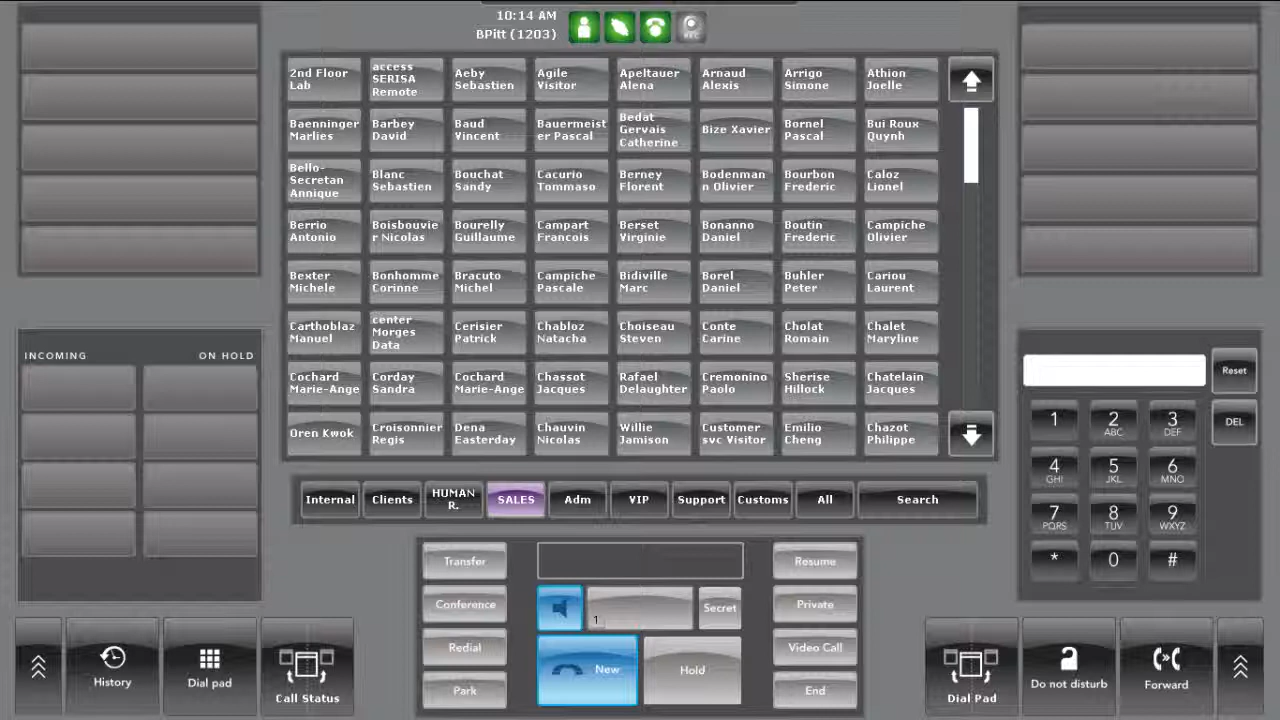 10:14 AM
BPitt (1203)
REC
2nd Floor Lab
access SERISA Remote
Aeby Sebastien
Agile Visitor
Apeltauer Alena
Arnaud Alexis
Arrigo Simone
Athion Joelle
Baenninger Marlies
Barbey David
Baud Vincent
Bauermeist er Pascal
Bedat Gervais Catherine
Bize Xavier
Bornel Pascal
Bui Roux Quynh
Bello- Secretan Annique
Blanc Sebastien
Bouchat Sandy
Cacurio Tommaso
Berney Florent
Bodenman n Olivier
Bourbon Frederic
Caloz Lionel
Berrio Antonio
Boisbouvie r Nicolas
Bourelly Guillaume
Campart Francois
Berset Virginie
Bonanno Daniel
Boutin Frederic
Campiche Olivier
Bexter Michele
Bonhomme Corinne
Bracuto Michel
Campiche Pascale
Bidiville Marc
Borel Daniel
Buhler Peter
Cariou Laurent
Carthoblaz Manuel
center Morges Data
Cerisier Patrick
Chabloz Natacha
Choiseau Steven
Conte Carine
Cholat Romain
Chalet Maryline
Cochard Marie-Ange
Corday Sandra
Cochard Marie-Ange
Chassot Jacques
Rafael Delaughter
Cremonino Paolo
Sherise Hillock
Chatelain Jacques
Oren Kwok
Croisonnier Regis
Dena Easterday
Chauvin Nicolas
Willie Jamison
Customer svc Visitor
Emilio Cheng
Chazot Philippe
INCOMING ON HOLD
Internal Clients HUMAN R. SALES Adm VIP Support Customs All Search
Reset
DEL
1
2 ABC
3 DEF
4 GHI
5 JKL
6 MNO
7 PQRS
8 TUV
9 WXYZ
*
0
#
Transfer
Conference
Redial
Park
1
Secret
New
Hold
Resume
Private
Video Call
End
History
Dial pad
Call Status
Dial Pad
Do not disturb
Forward